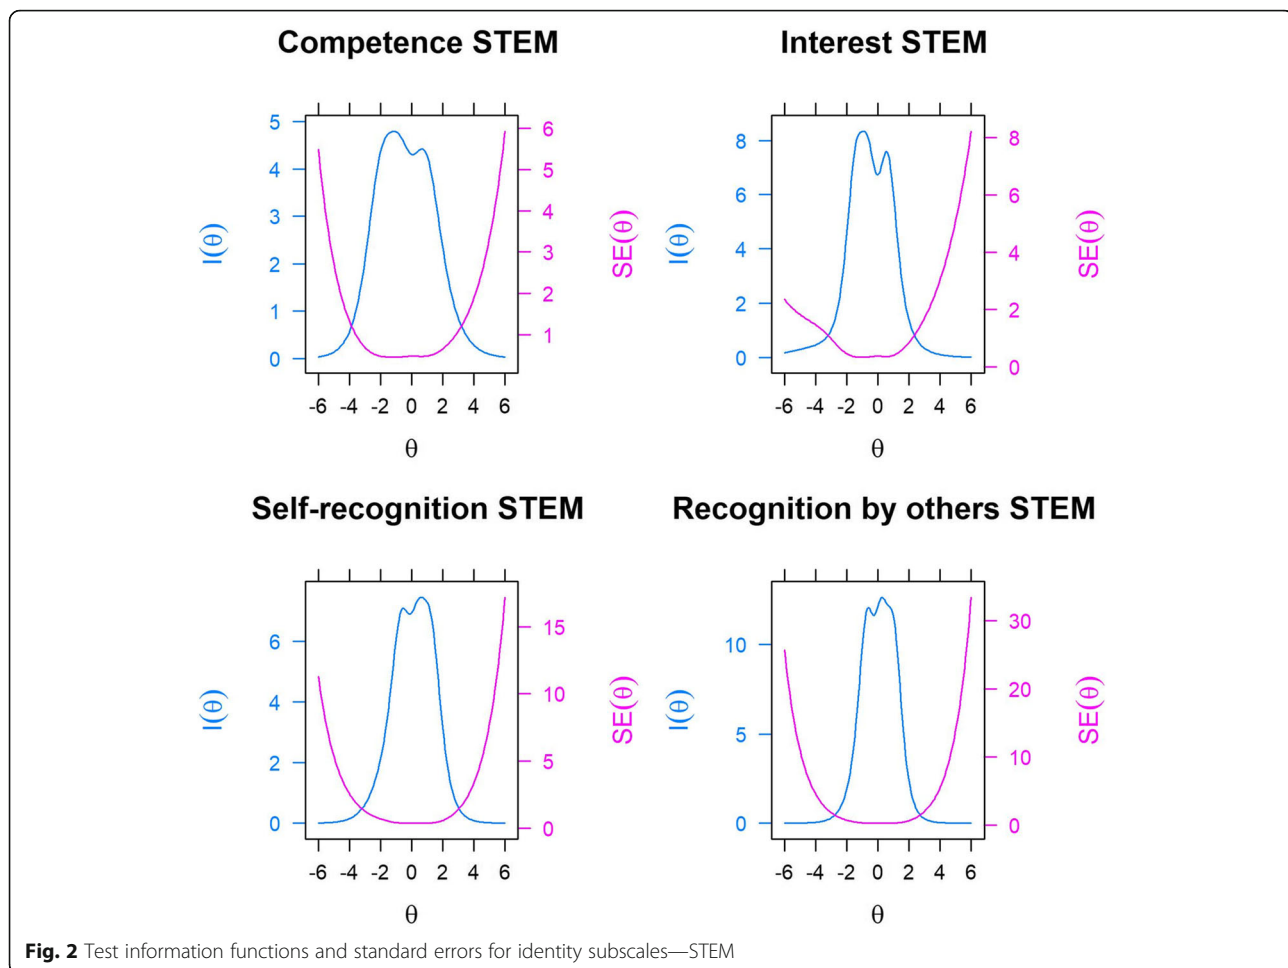 Competence STEM
Interest STEM
5
4
3
2
1
0
I(θ)
6
5
4
3
2
1
SE(θ)
-6 -4 -2 0 2 4 6
θ
8
6
4
2
0
I(θ)
8
6
4
2
0
SE(θ)
-6 -4 -2 0 2 4 6
θ
Self-recognition STEM
Recognition by others STEM
6
4
2
0
I(θ)
15
10
5
0
SE(θ)
-6 -4 -2 0 2 4 6
θ
10
5
0
I(θ)
30
20
10
0
SE(θ)
-6 -4 -2 0 2 4 6
θ
Fig. 2 Test information functions and standard errors for identity subscales—STEM